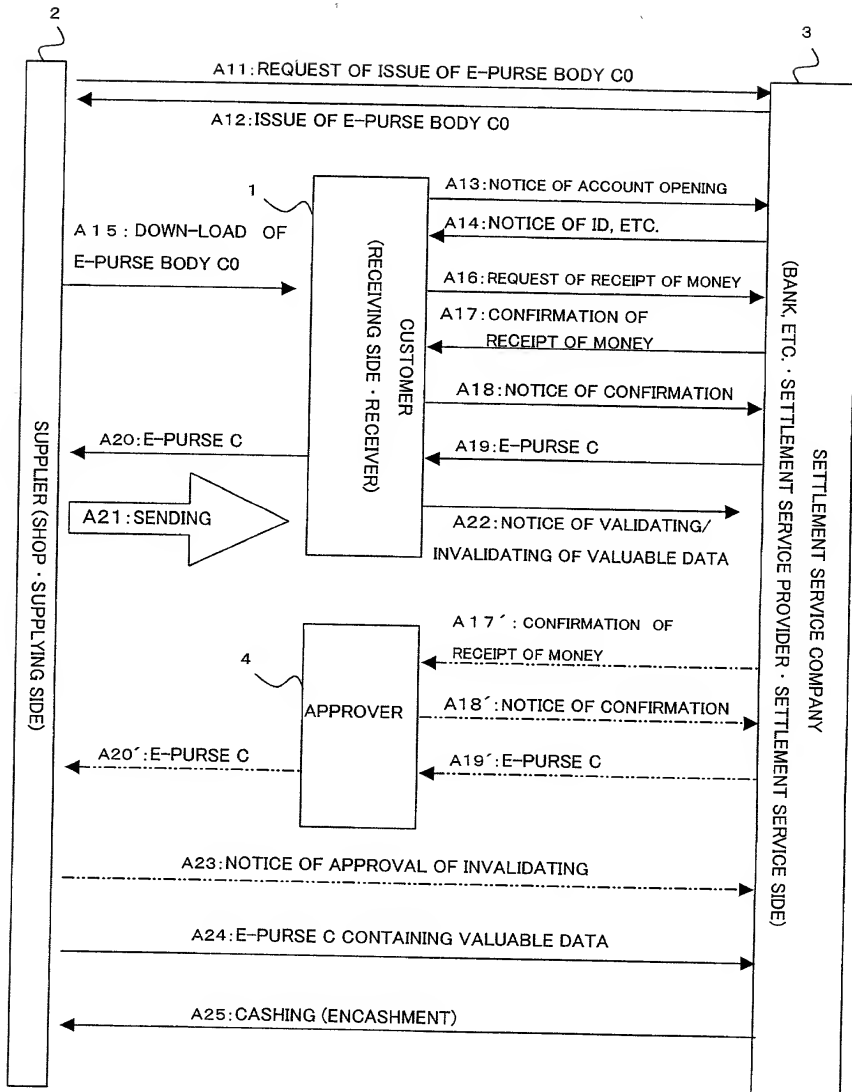 2
3
A11:REQUEST OF ISSUE OF E-PURSE BODY C0
A12:ISSUE OF E-PURSE BODY C0
1
A13:NOTICE OF ACCOUNT OPENING
A15:DOWN-LOAD OF
E-PURSE BODY C0
A14:NOTICE OF ID, ETC.
A16:REQUEST OF RECEIPT OF MONEY
A17:CONFIRMATION OF
RECEIPT OF MONEY
CUSTOMER
(RECEIVING SIDE・RECEIVER)
A18:NOTICE OF CONFIRMATION
A20:E-PURSE C
A19:E-PURSE C
A21:SENDING
A22:NOTICE OF VALIDATING/
INVALIDATING OF VALUABLE DATA
SUPPLIER (SHOP・SUPPLYING SIDE)
SETTLEMENT SERVICE COMPANY
(BANK, ETC.・SETTLEMENT SERVICE PROVIDER・SETTLEMENT SERVICE SIDE)
A17´:CONFIRMATION OF
RECEIPT OF MONEY
4
APPROVER
A18´:NOTICE OF CONFIRMATION
A20´:E-PURSE C
A19´:E-PURSE C
A23:NOTICE OF APPROVAL OF INVALIDATING
A24:E-PURSE C CONTAINING VALUABLE DATA
A25:CASHING (ENCASHMENT)